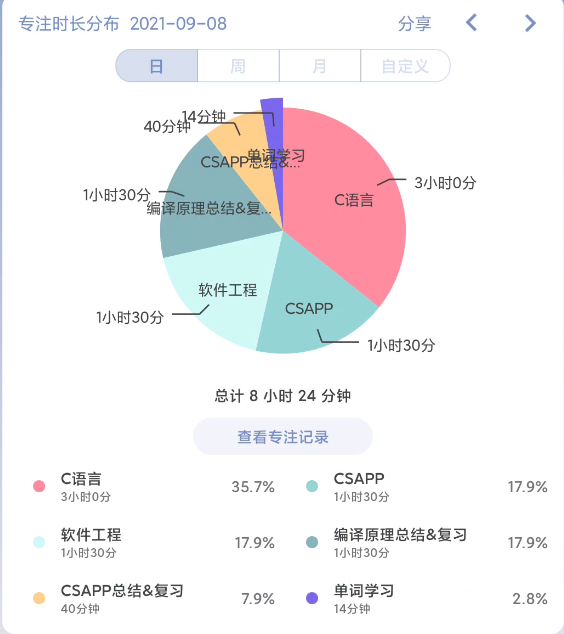 专注时长分布 2021-09-08
分享
日 周 月 自定义
14分钟
40分钟
单词学习
CSAPP总结&...
3小时0分
1小时30分
C语言
编译原理总结&复...
软件工程
CSAPP
1小时30分
1小时30分
总计 8 小时 24 分钟
查看专注记录
C语言 35.7%
3小时0分
CSAPP 17.9%
1小时30分
软件工程 17.9%
1小时30分
编译原理总结&复习 17.9%
1小时30分
CSAPP总结&复习 7.9%
40分钟
单词学习 2.8%
14分钟